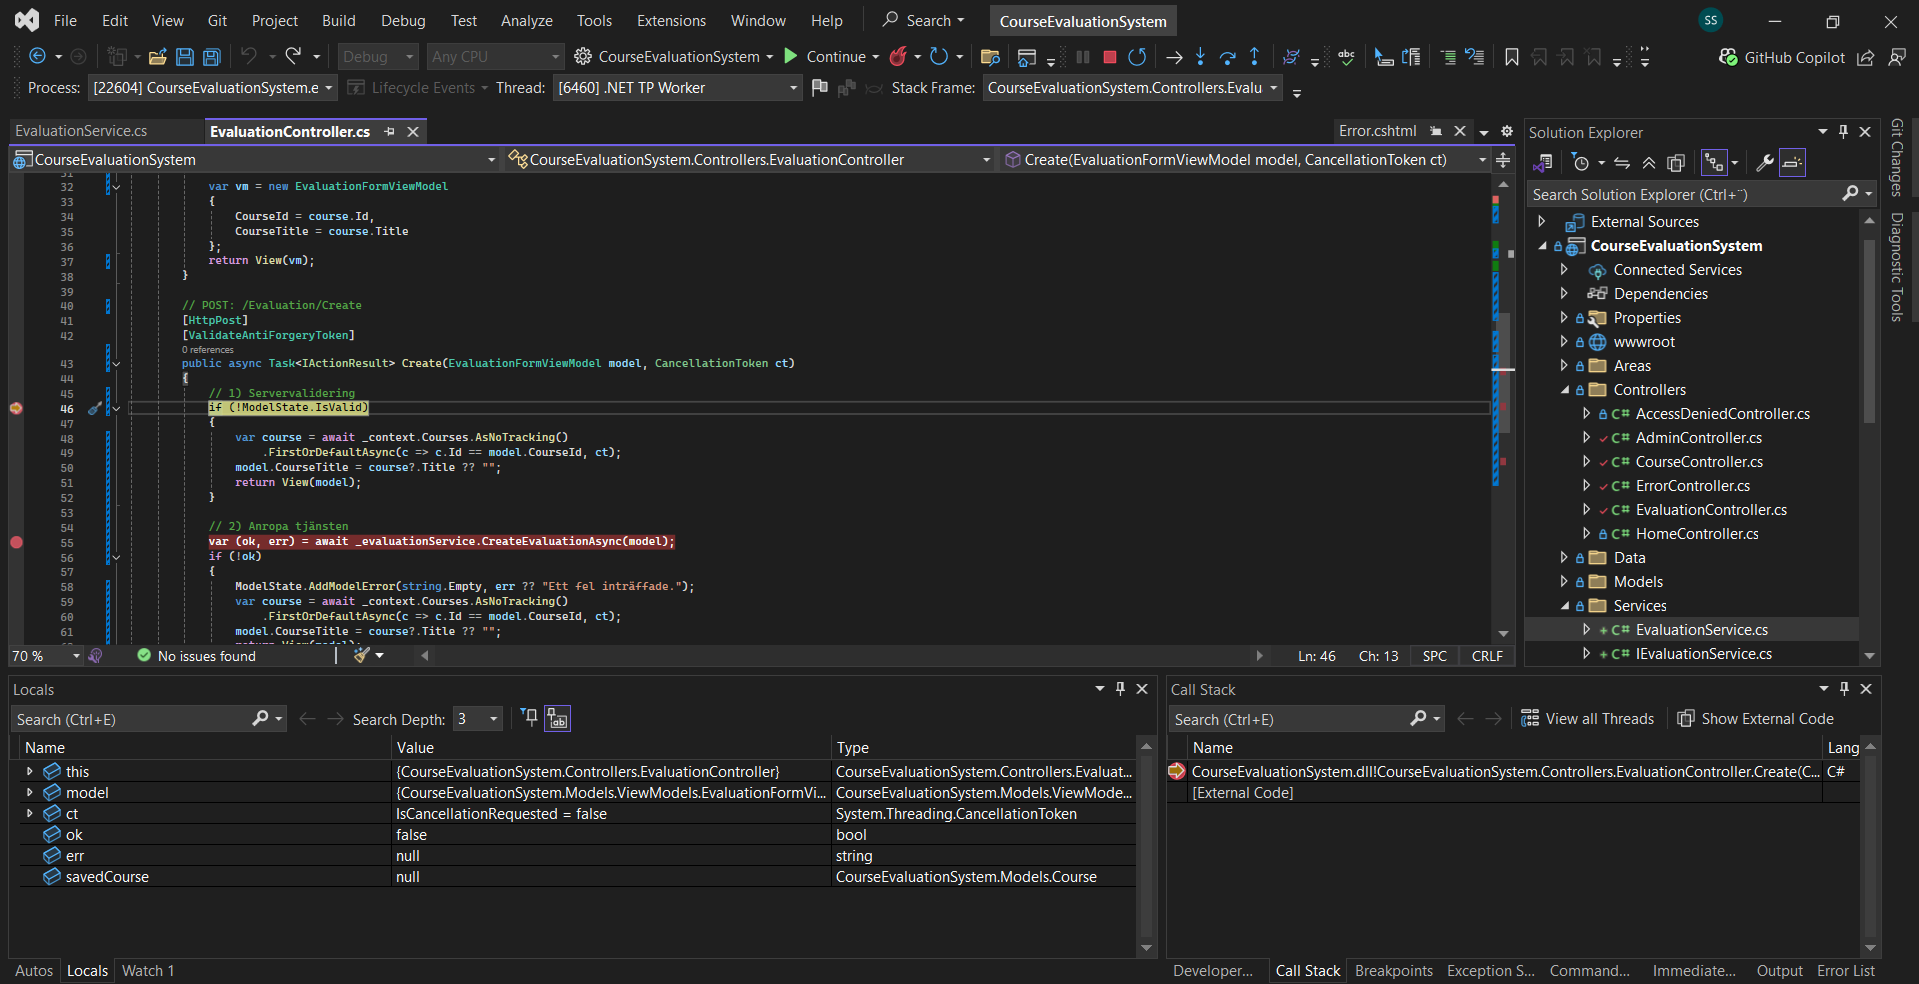 File Edit View Git Project Build Debug Test Analyze Tools Extensions Window Help Search CourseEvaluationSystem SS
Debug Any CPU CourseEvaluationSystem Continue abc GitHub Copilot
Process: [22604] CourseEvaluationSystem.e Lifecycle Events Thread: [6460] .NET TP Worker Stack Frame: CourseEvaluationSystem.Controllers.Evalu
EvaluationService.cs EvaluationController.cs Error.cshtml
CourseEvaluationSystem CourseEvaluationSystem.Controllers.EvaluationController Create(EvaluationFormViewModel model, CancellationToken ct)
31
32 var vm = new EvaluationFormViewModel
33 {
34 CourseId = course.Id,
35 CourseTitle = course.Title
36 };
37 return View(vm);
38 }
39
40 // POST: /Evaluation/Create
41 [HttpPost]
42 [ValidateAntiForgeryToken]
0 references
43 public async Task<IActionResult> Create(EvaluationFormViewModel model, CancellationToken ct)
44 {
45 // 1) Servervalidering
46 if (!ModelState.IsValid)
47 {
48 var course = await _context.Courses.AsNoTracking()
49 .FirstOrDefaultAsync(c => c.Id == model.CourseId, ct);
50 model.CourseTitle = course?.Title ?? "";
51 return View(model);
52 }
53
54 // 2) Anropa tjänsten
55 var (ok, err) = await _evaluationService.CreateEvaluationAsync(model);
56 if (!ok)
57 {
58 ModelState.AddModelError(string.Empty, err ?? "Ett fel inträffade.");
59 var course = await _context.Courses.AsNoTracking()
60 .FirstOrDefaultAsync(c => c.Id == model.CourseId, ct);
61 model.CourseTitle = course?.Title ?? "";
return View(model);
70 % No issues found Ln: 46 Ch: 13 SPC CRLF
Solution Explorer
Search Solution Explorer (Ctrl+¨)
External Sources
CourseEvaluationSystem
Connected Services
Dependencies
Properties
wwwroot
Areas
Controllers
C# AccessDeniedController.cs
C# AdminController.cs
C# CourseController.cs
C# ErrorController.cs
C# EvaluationController.cs
C# HomeController.cs
Data
Models
Services
C# EvaluationService.cs
C# IEvaluationService.cs
Git Changes
Diagnostic Tools
Locals
Search (Ctrl+E) Search Depth: 3
Name Value Type
this {CourseEvaluationSystem.Controllers.EvaluationController} CourseEvaluationSystem.Controllers.Evaluat...
model {CourseEvaluationSystem.Models.ViewModels.EvaluationFormVi... CourseEvaluationSystem.Models.ViewMode...
ct IsCancellationRequested = false System.Threading.CancellationToken
ok false bool
err null string
savedCourse null CourseEvaluationSystem.Models.Course
Autos Locals Watch 1
Call Stack
Search (Ctrl+E) View all Threads Show External Code
Name Lang
CourseEvaluationSystem.dll!CourseEvaluationSystem.Controllers.EvaluationController.Create(C... C#
[External Code]
Developer... Call Stack Breakpoints Exception S... Command... Immediate... Output Error List